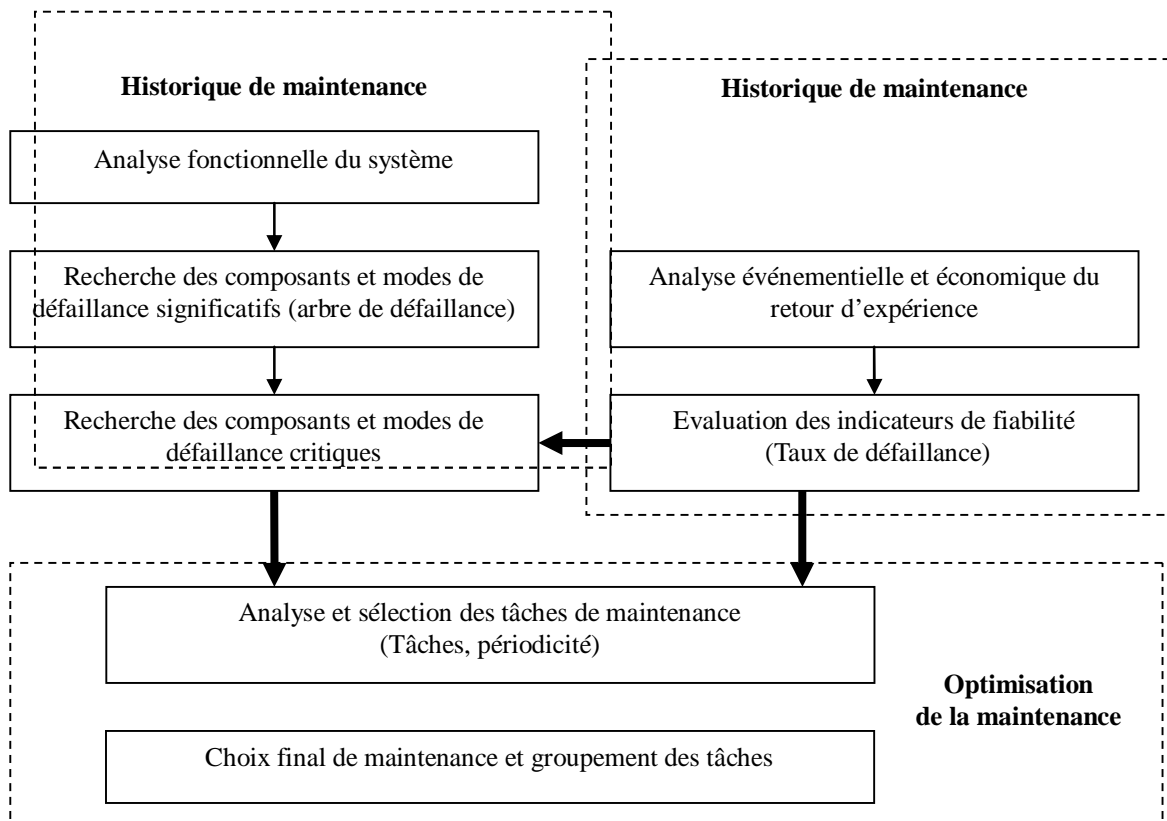 Historique de maintenance
Analyse fonctionnelle du système
Recherche des composants et modes de
défaillance significatifs (arbre de défaillance)
Recherche des composants et modes de
défaillance critiques
Historique de maintenance
Analyse événementielle et économique du
retour d’expérience
Evaluation des indicateurs de fiabilité
(Taux de défaillance)
Analyse et sélection des tâches de maintenance
(Tâches, périodicité)
Optimisation
de la maintenance
Choix final de maintenance et groupement des tâches